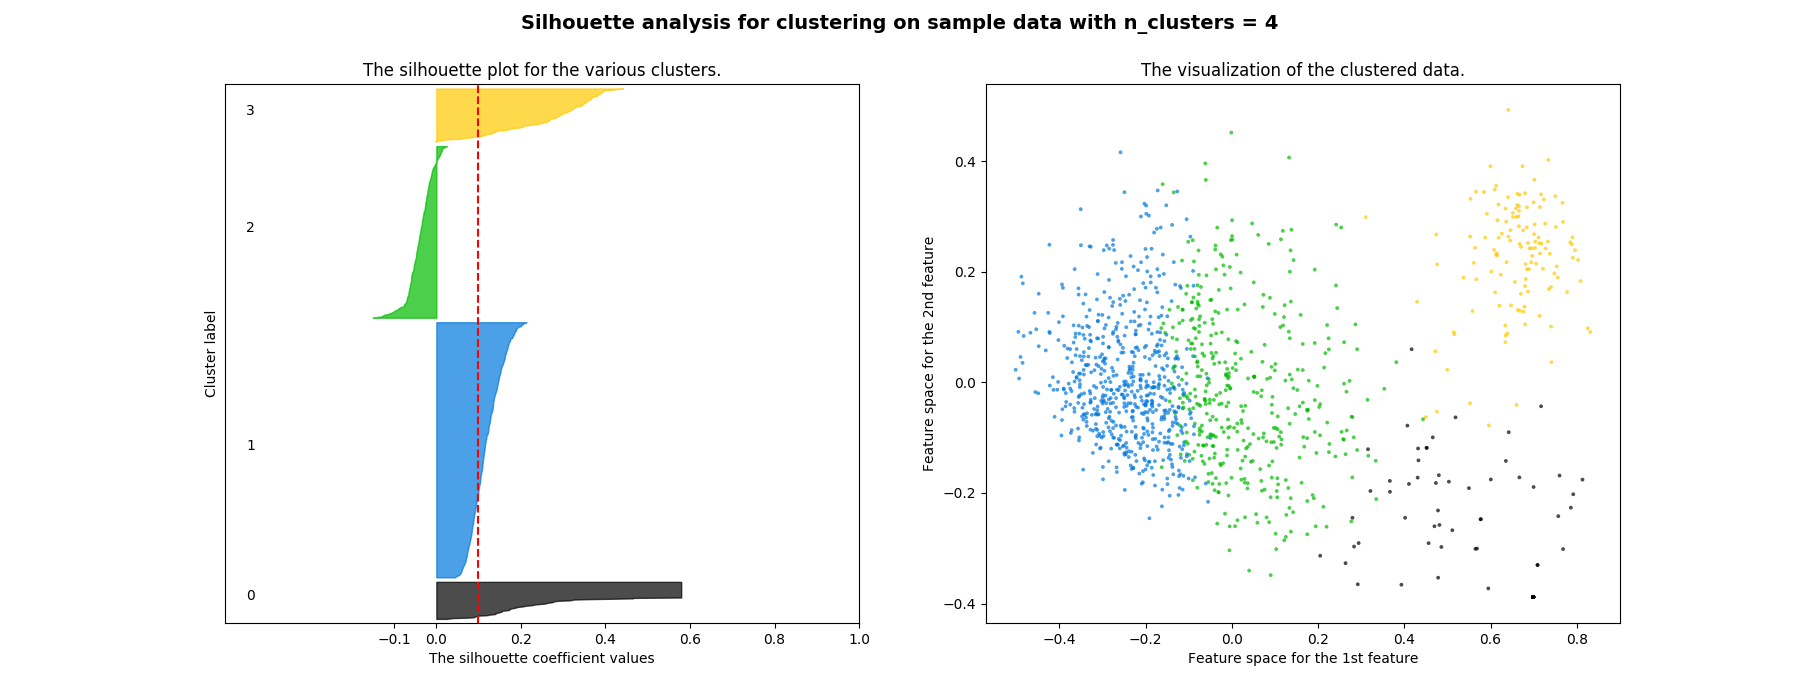 Silhouette analysis for clustering on sample data with n_clusters = 4
The silhouette plot for the various clusters.
3
2
1
0
Cluster label
−0.1 0.0 0.2 0.4 0.6 0.8 1.0
The silhouette coefficient values
The visualization of the clustered data.
0.4
0.2
0.0
−0.2
−0.4
Feature space for the 2nd feature
−0.4 −0.2 0.0 0.2 0.4 0.6 0.8
Feature space for the 1st feature